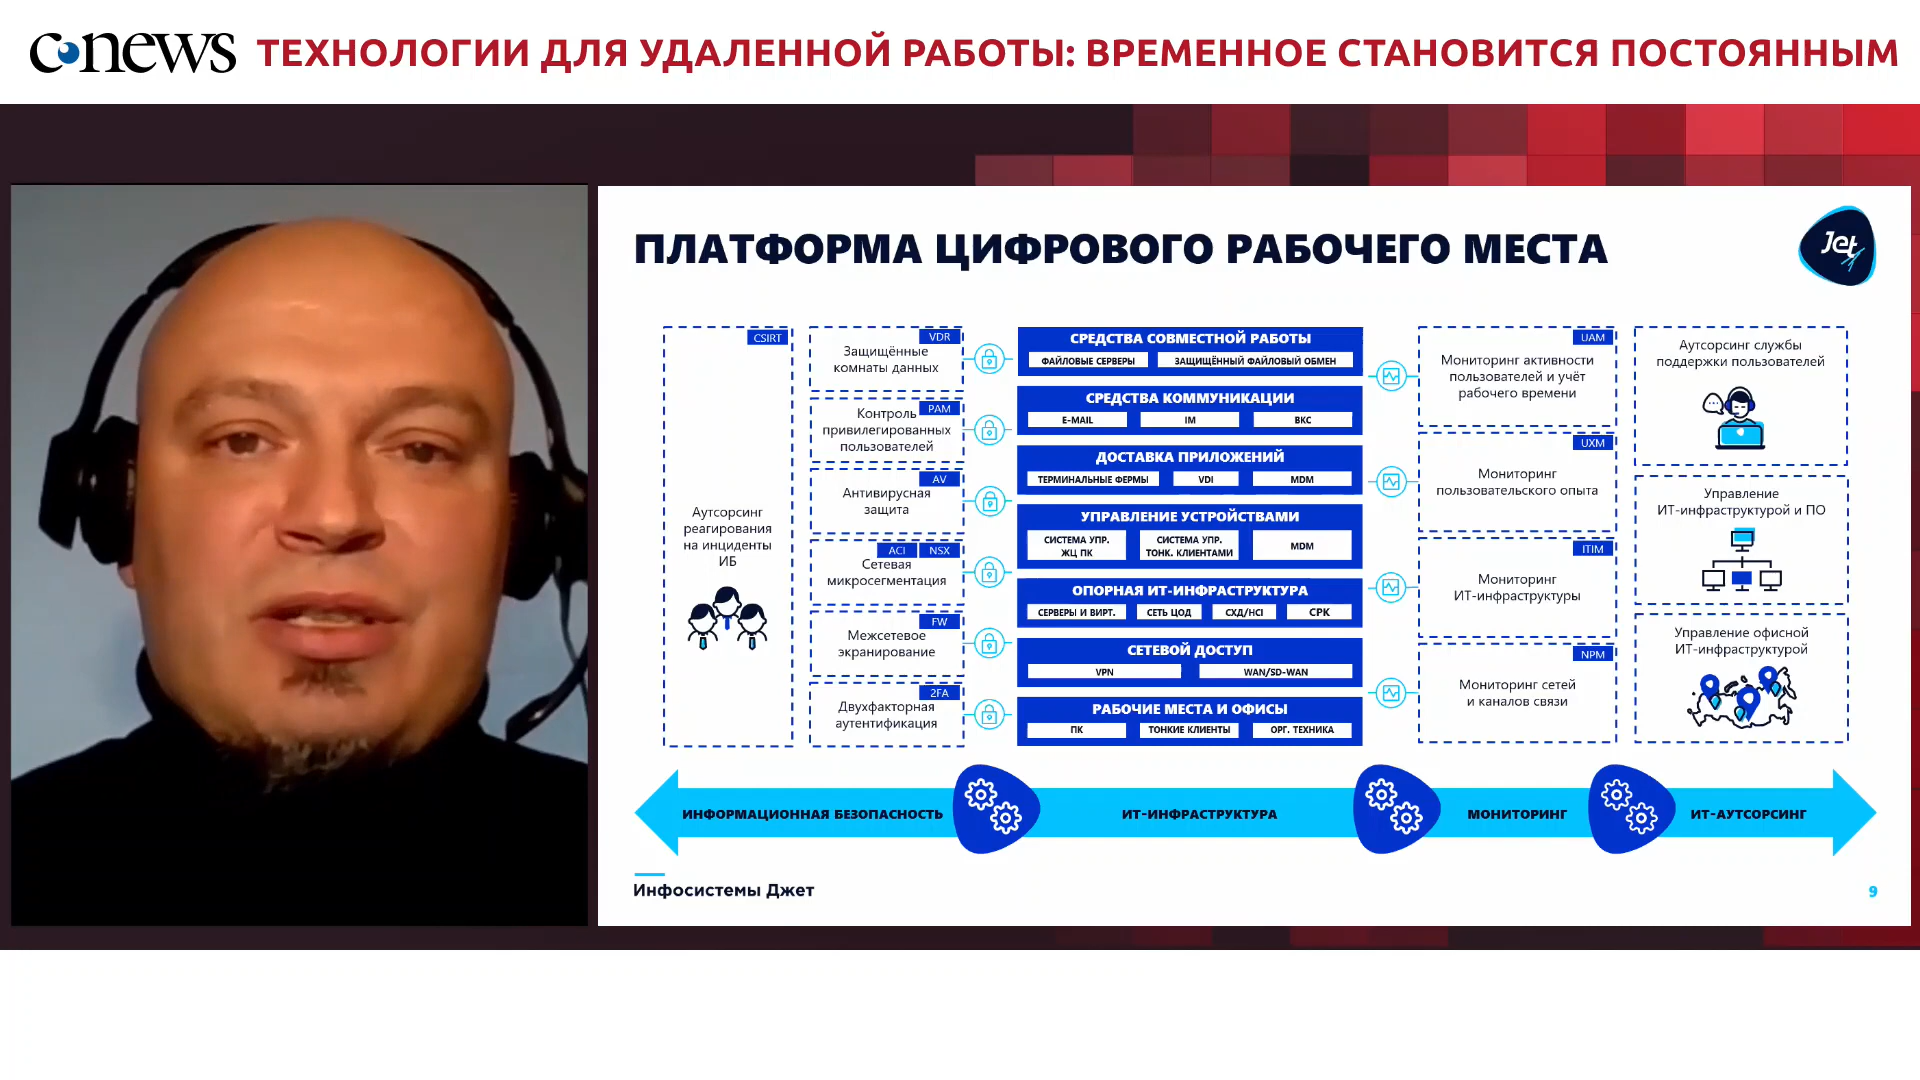 cnews ТЕХНОЛОГИИ ДЛЯ УДАЛЕННОЙ РАБОТЫ: ВРЕМЕННОЕ СТАНОВИТСЯ ПОСТОЯННЫМ
ПЛАТФОРМА ЦИФРОВОГО РАБОЧЕГО МЕСТА
Jet
CSIRT
Аутсорсинг
реагирования
на инциденты
ИБ
VDR
Защищённые
комнаты данных
PAM
Контроль
привилегированных
пользователей
AV
Антивирусная
защита
ACI NSX
Сетевая
микросегментация
FW
Межсетевое
экранирование
2FA
Двухфакторная
аутентификация
СРЕДСТВА СОВМЕСТНОЙ РАБОТЫ
ФАЙЛОВЫЕ СЕРВЕРЫ ЗАЩИЩЁННЫЙ ФАЙЛОВЫЙ ОБМЕН
СРЕДСТВА КОММУНИКАЦИИ
E-MAIL IM ВКС
ДОСТАВКА ПРИЛОЖЕНИЙ
ТЕРМИНАЛЬНЫЕ ФЕРМЫ VDI MDM
УПРАВЛЕНИЕ УСТРОЙСТВАМИ
СИСТЕМА УПР.
ЖЦ ПК
СИСТЕМА УПР.
ТОНК. КЛИЕНТАМИ
MDM
ОПОРНАЯ ИТ-ИНФРАСТРУКТУРА
СЕРВЕРЫ И ВИРТ. СЕТЬ ЦОД СХД/HCI СРК
СЕТЕВОЙ ДОСТУП
VPN WAN/SD-WAN
РАБОЧИЕ МЕСТА И ОФИСЫ
ПК ТОНКИЕ КЛИЕНТЫ ОРГ. ТЕХНИКА
UAM
Мониторинг активности
пользователей и учёт
рабочего времени
UXM
Мониторинг
пользовательского опыта
ITIM
Мониторинг
ИТ-инфраструктуры
NPM
Мониторинг сетей
и каналов связи
Аутсорсинг службы
поддержки пользователей
Управление
ИТ-инфраструктурой и ПО
Управление офисной
ИТ-инфраструктурой
ИНФОРМАЦИОННАЯ БЕЗОПАСНОСТЬ ИТ-ИНФРАСТРУКТУРА МОНИТОРИНГ ИТ-АУТСОРСИНГ
Инфосистемы Джет
9